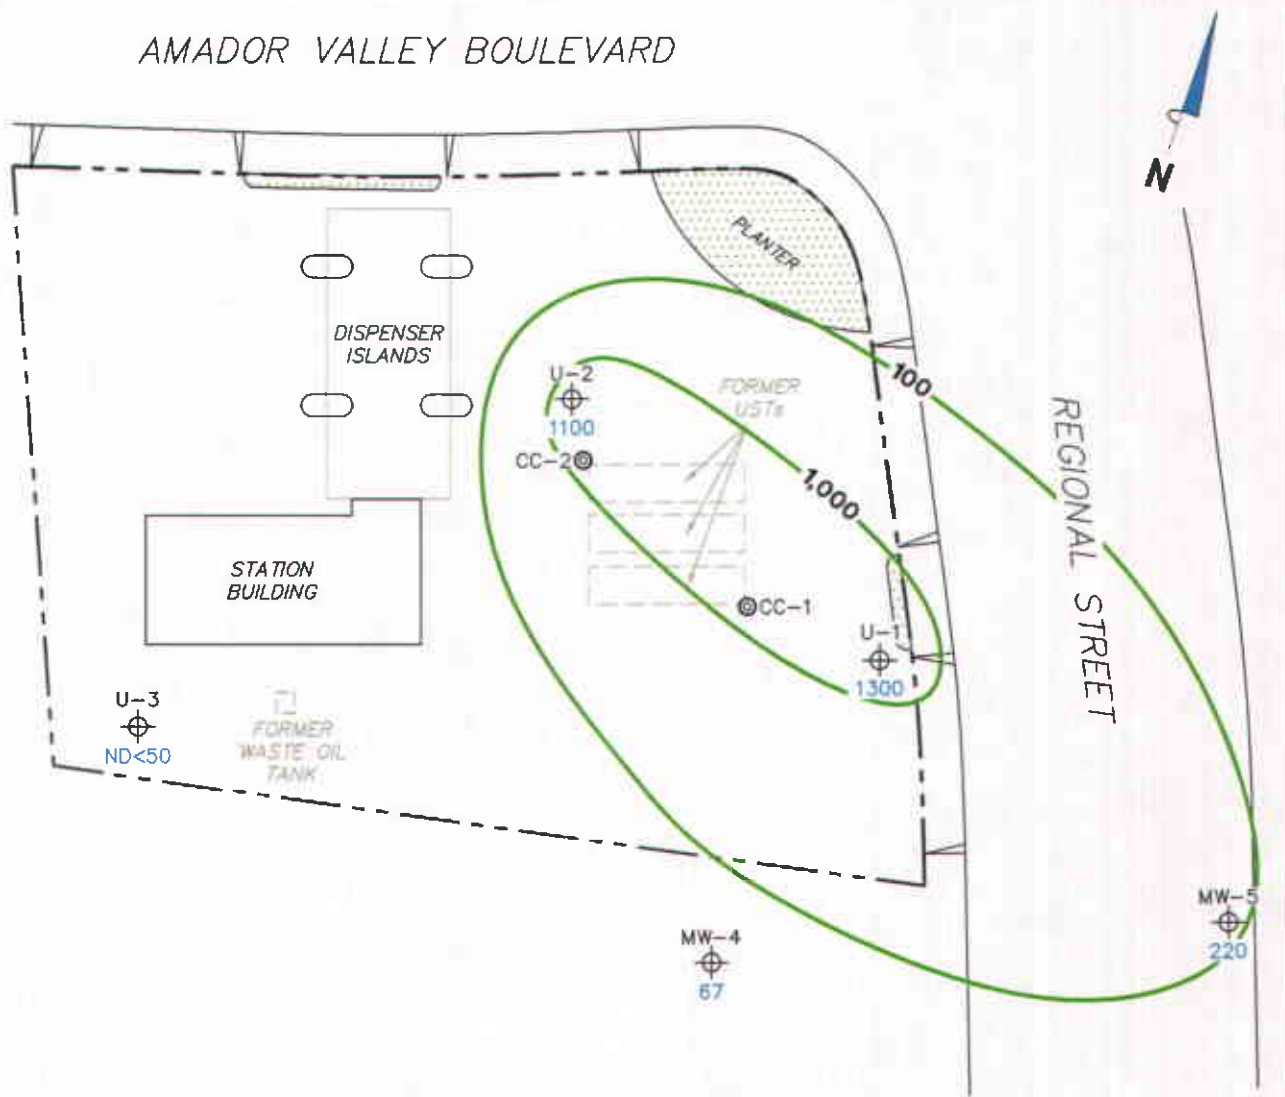 AMADOR VALLEY BOULEVARD
N
PLANTER
DISPENSER
ISLANDS
U-2
1100
FORMER
USTs
100
CC-2
1,000
REGIONAL STREET
STATION
BUILDING
CC-1
U-1
1300
U-3
ND<50
FORMER
WASTE OIL
TANK
MW-4
67
MW-5
220